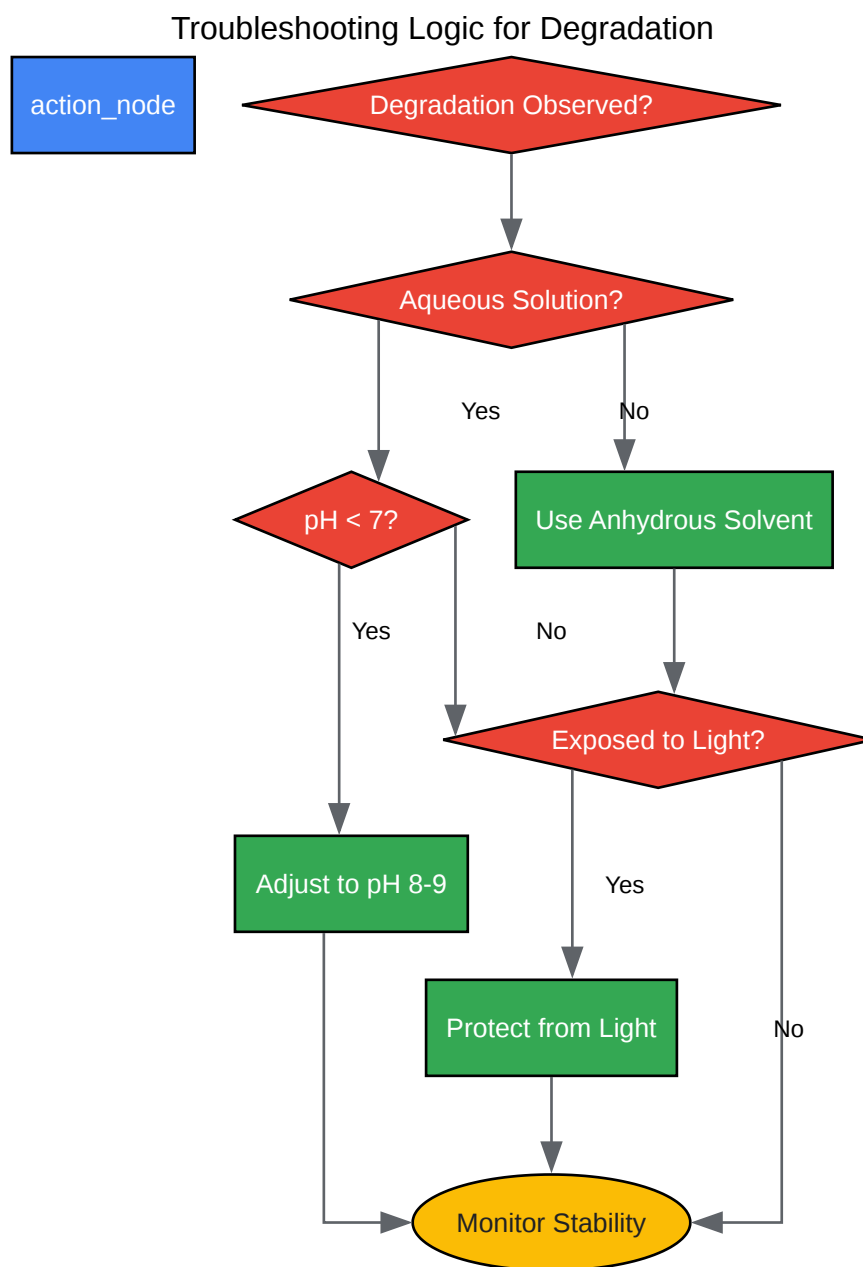 Troubleshooting Logic for Degradation
action_node
Degradation Observed?
Aqueous Solution?
Yes
No
pH < 7?
Use Anhydrous Solvent
Yes
No
Exposed to Light?
Adjust to pH 8-9
Yes
Protect from Light
No
Monitor Stability